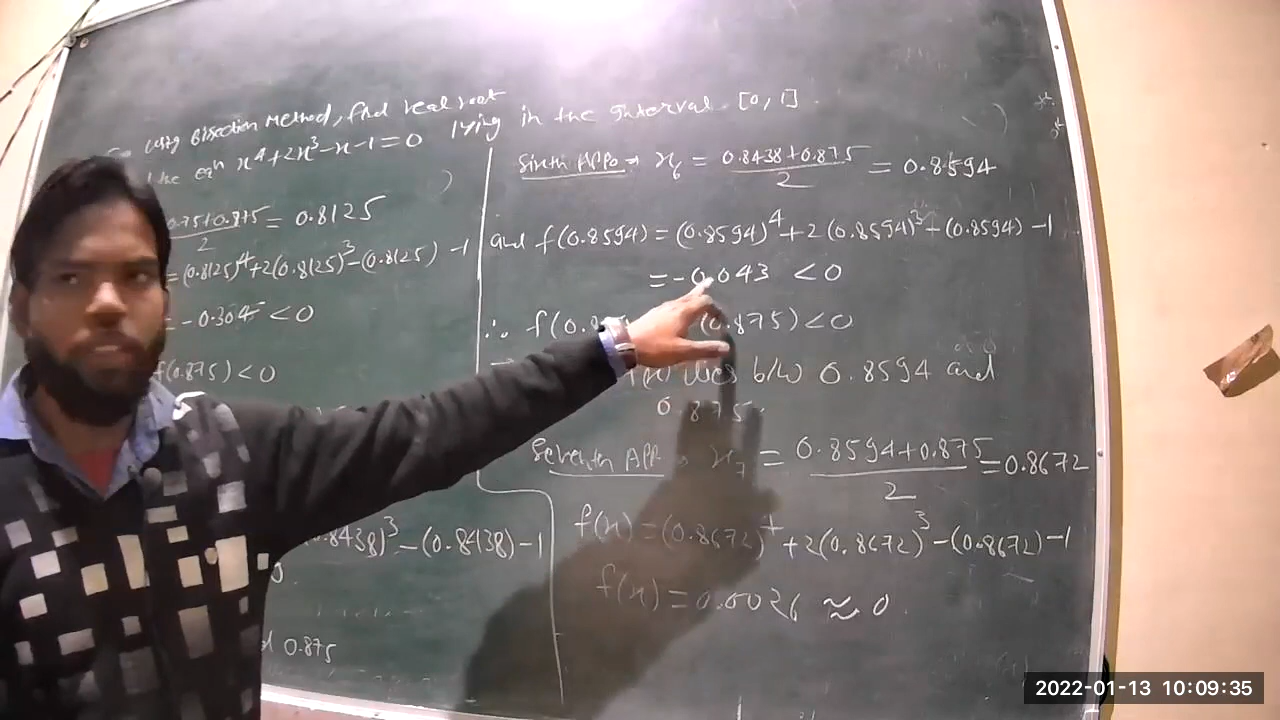 using Bisection Method, find real root lying in the interval [0,1].
the eqn x⁴+2x³-x-1=0
0.75+0.875/2 = 0.8125
=(0.8125)⁴+2(0.8125)³-(0.8125)-1
= -0.304 < 0
f(0.875) < 0
0.8438)³-(0.8438)-1
0.875
Sixth App. → x₆ = 0.8438+0.875/2 = 0.8594
and f(0.8594) = (0.8594)⁴+2(0.8594)³-(0.8594)-1
= -0.043 < 0
∴ f(0.8 0.875) < 0
lies b/w 0.8594 and
0.875.
Seventh App x₇ = 0.8594+0.875/2 = 0.8672
f(x) = (0.8672)⁴+2(0.8672)³-(0.8672)-1
f(x) = 0.0026 ≈ 0.
2022-01-13 10:09:35